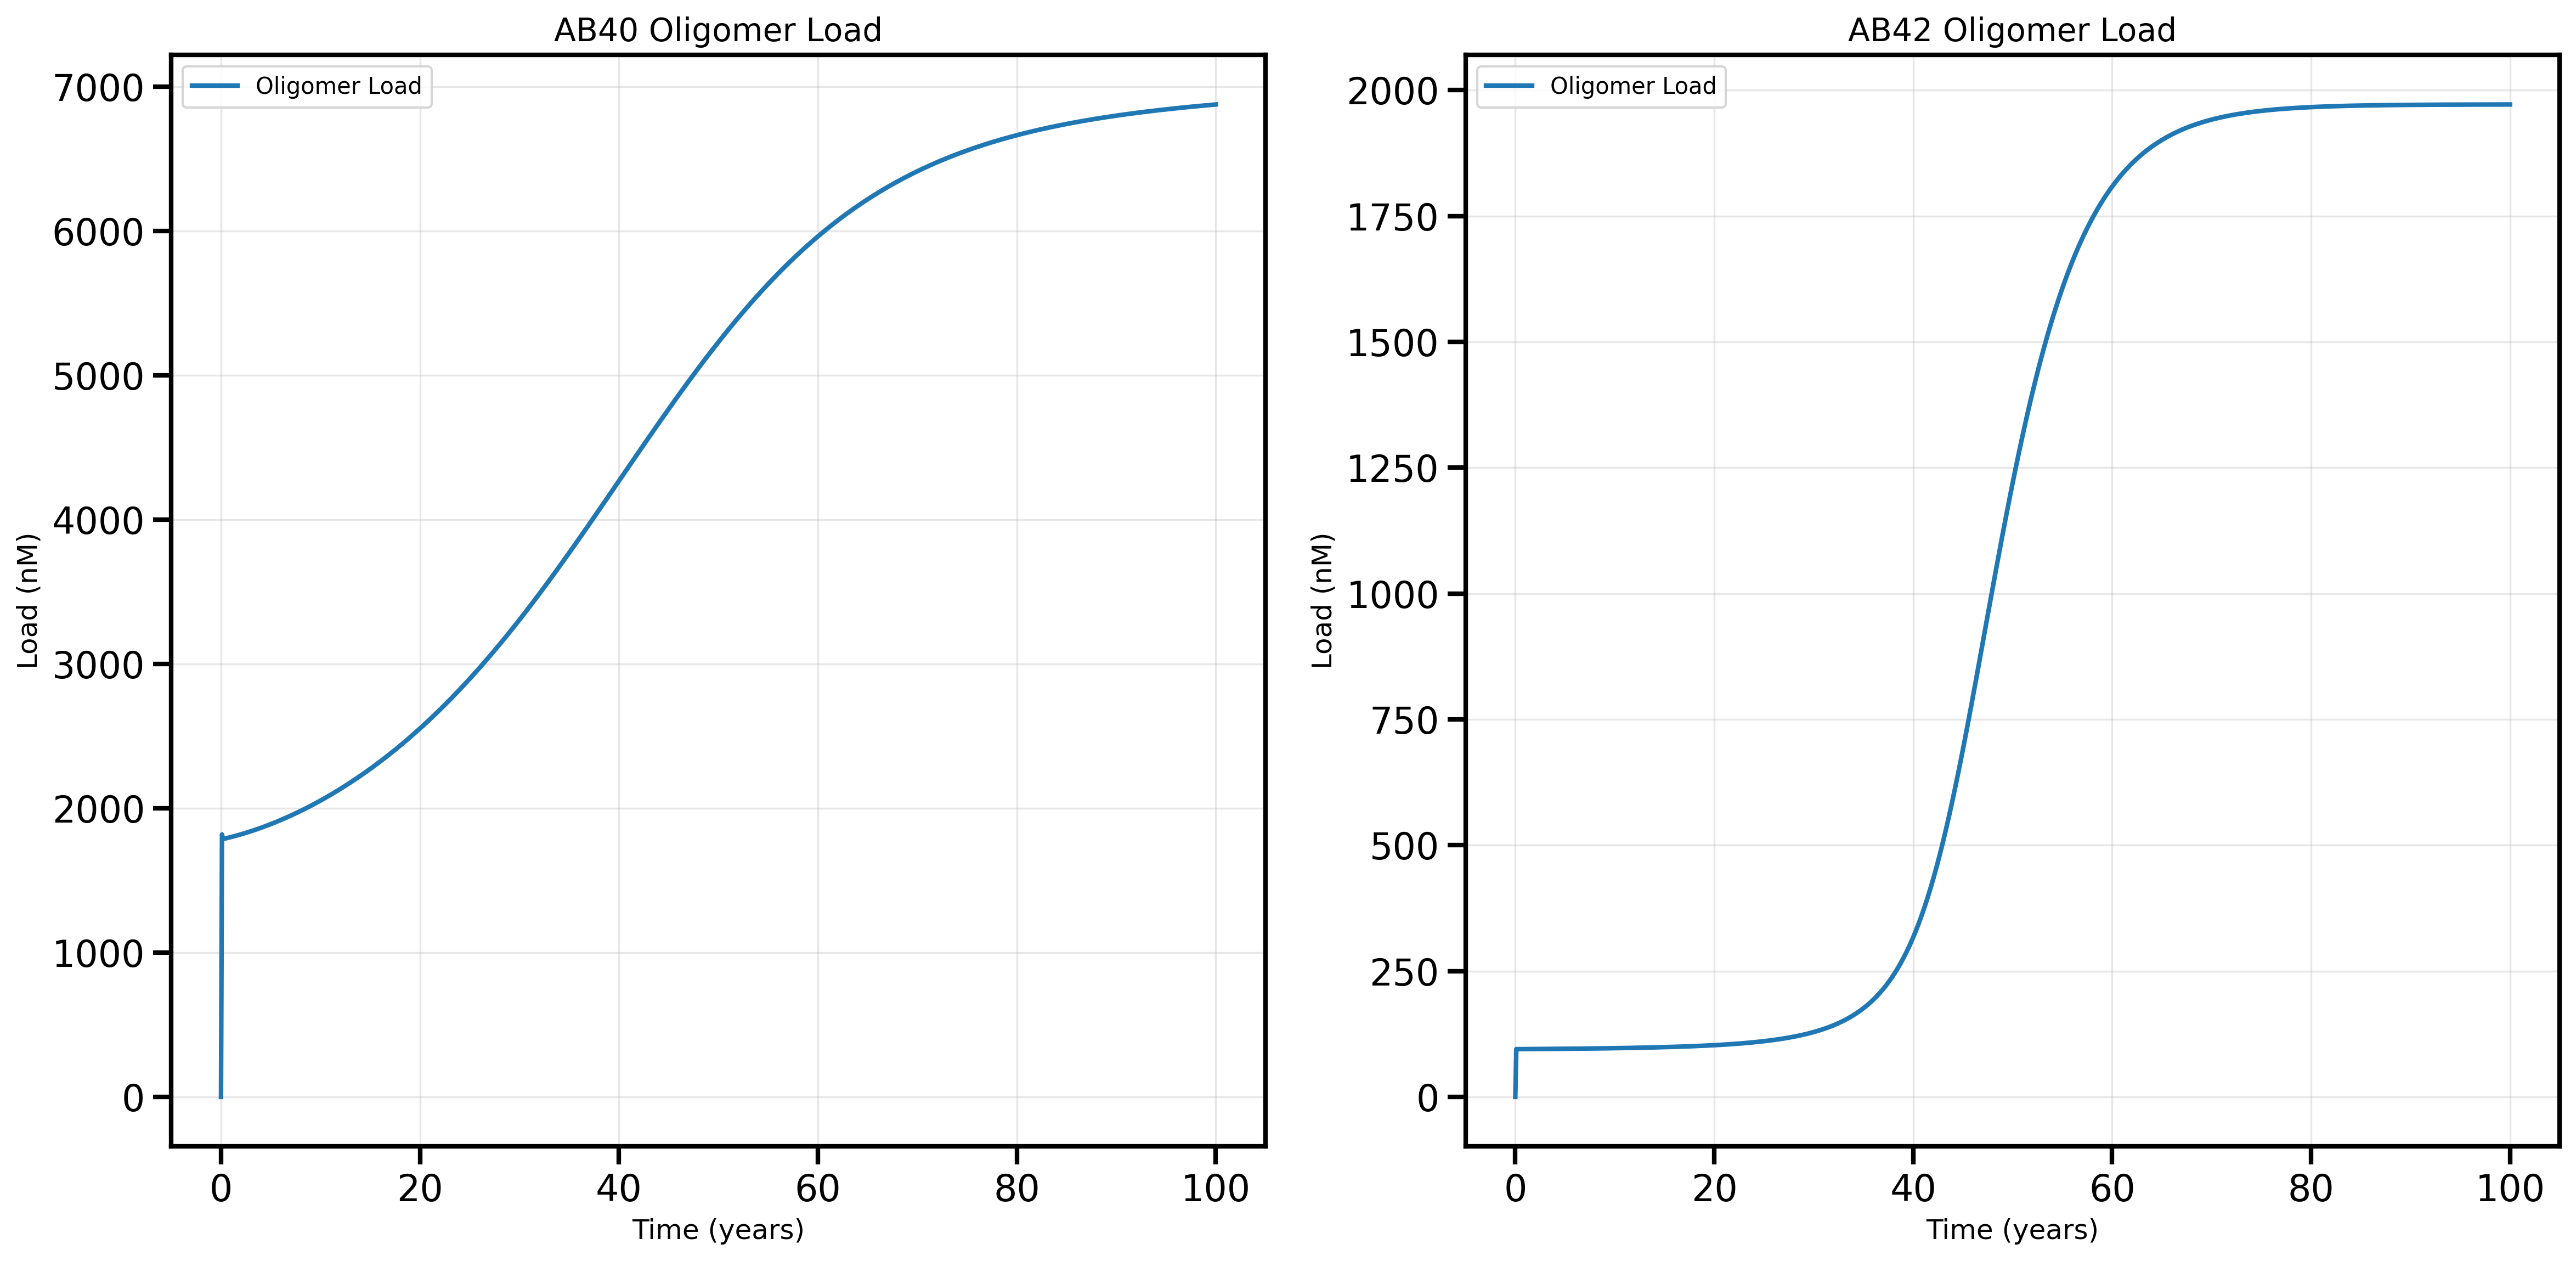 AB40 Oligomer Load
Oligomer Load
7000
6000
5000
4000
3000
2000
1000
0
Load (nM)
0 20 40 60 80 100
Time (years)
AB42 Oligomer Load
Oligomer Load
2000
1750
1500
1250
1000
750
500
250
0
Load (nM)
0 20 40 60 80 100
Time (years)